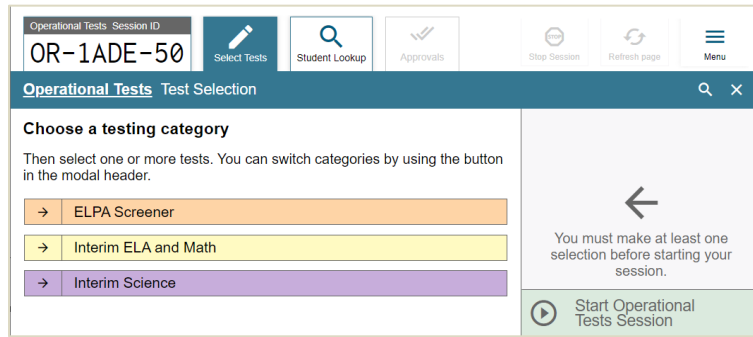 Operational Tests Session ID
OR-1ADE-50
Select Tests
Student Lookup
Approvals
STOP
Stop Session
Refresh page
Menu
Operational Tests Test Selection
Choose a testing category
Then select one or more tests. You can switch categories by using the button
in the modal header.
ELPA Screener
Interim ELA and Math
Interim Science
You must make at least one
selection before starting your
session.
Start Operational
Tests Session